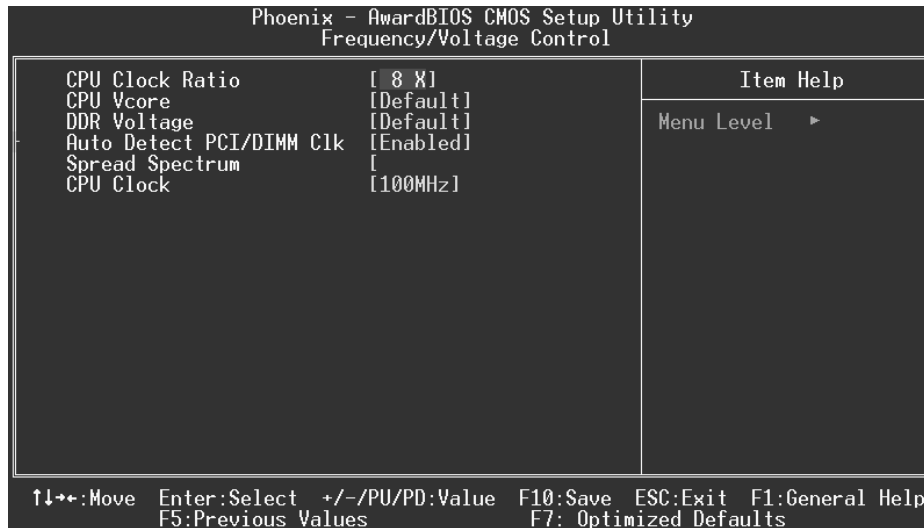 Phoenix - AwardBIOS CMOS Setup Utility
Frequency/Voltage Control
CPU Clock Ratio [ 8 X]
CPU Vcore [Default]
DDR Voltage [Default]
Auto Detect PCI/DIMM Clk [Enabled]
Spread Spectrum [
CPU Clock [100MHz]
Item Help
Menu Level ►
↑↓→←:Move Enter:Select +/-/PU/PD:Value F10:Save ESC:Exit F1:General Help
F5:Previous Values F7: Optimized Defaults